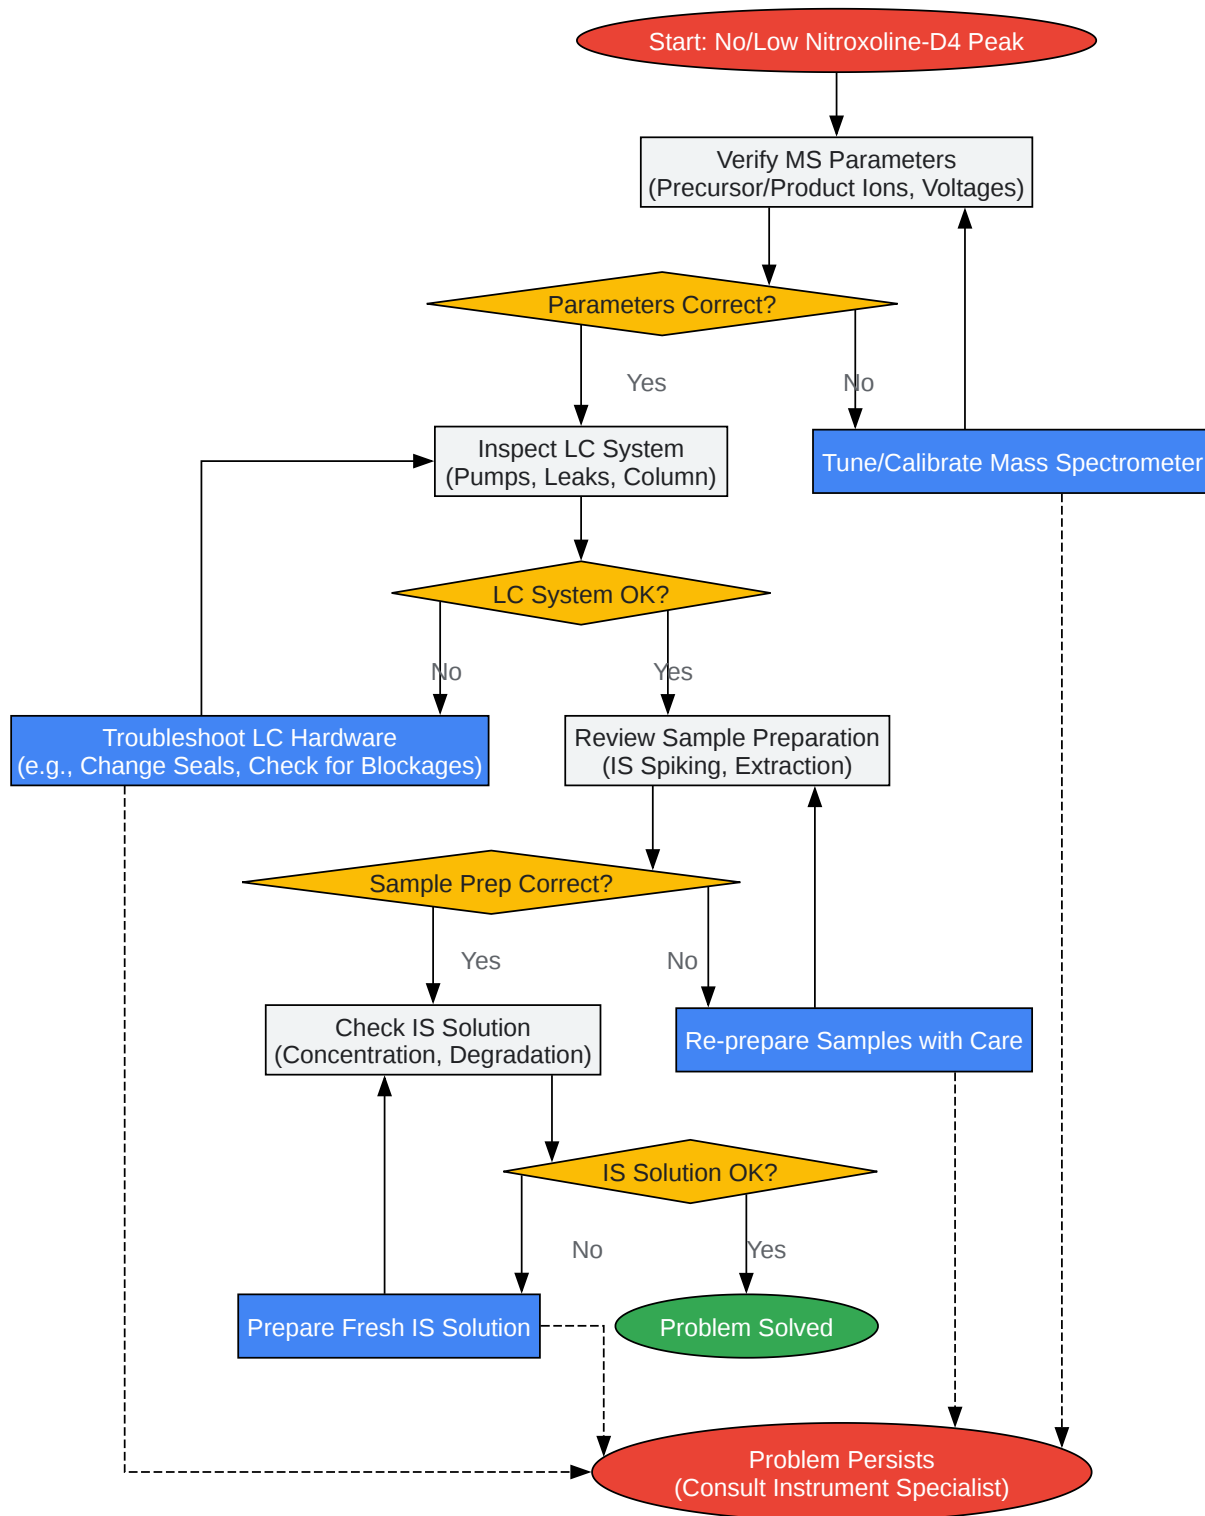 Start: No/Low Nitroxoline-D4 Peak
Verify MS Parameters
(Precursor/Product Ions, Voltages)
Parameters Correct?
Yes
No
Inspect LC System
(Pumps, Leaks, Column)
Tune/Calibrate Mass Spectrometer
LC System OK?
No
Yes
Troubleshoot LC Hardware
(e.g., Change Seals, Check for Blockages)
Review Sample Preparation
(IS Spiking, Extraction)
Sample Prep Correct?
Yes
No
Check IS Solution
(Concentration, Degradation)
Re-prepare Samples with Care
IS Solution OK?
No
Yes
Prepare Fresh IS Solution
Problem Solved
Problem Persists
(Consult Instrument Specialist)